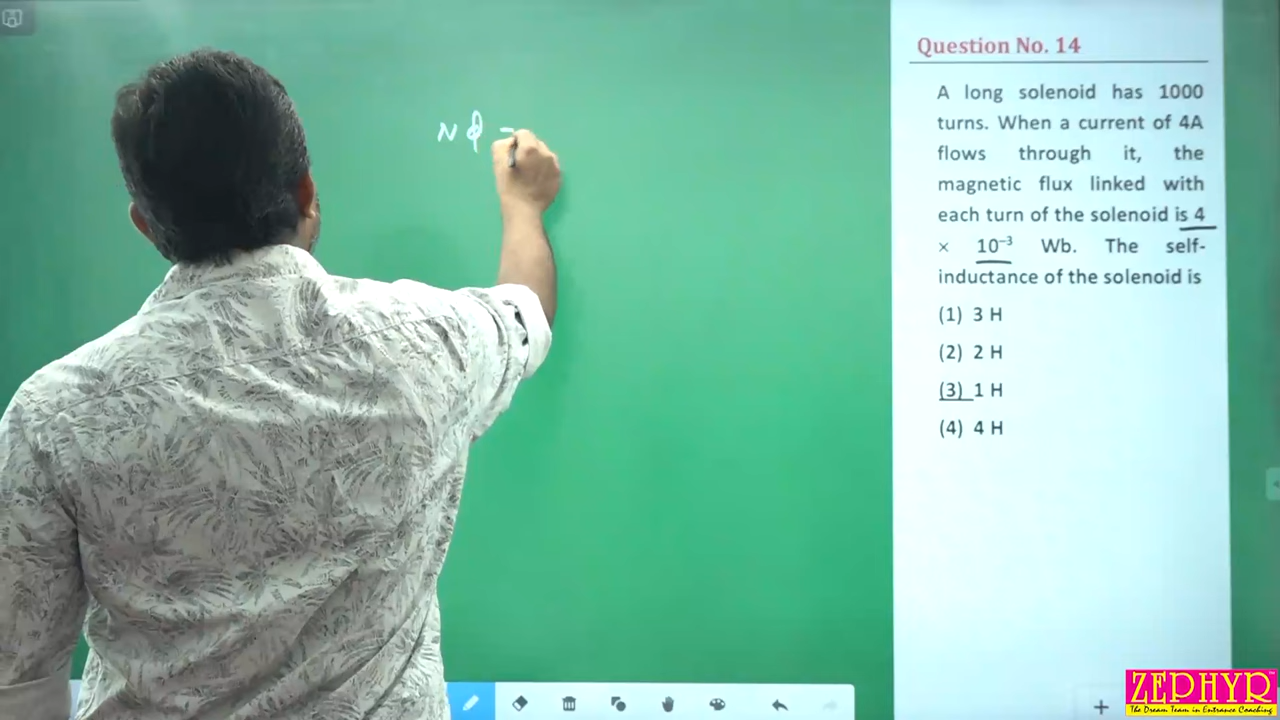 Question No. 14
A long solenoid has 1000
turns. When a current of 4A
flows through it, the
magnetic flux linked with
each turn of the solenoid is 4
× 10⁻³ Wb. The self-
inductance of the solenoid is
(1) 3 H
(2) 2 H
(3) 1 H
(4) 4 H
Nϕ =
ZEPHYR
The Dream Team in Entrance Coaching